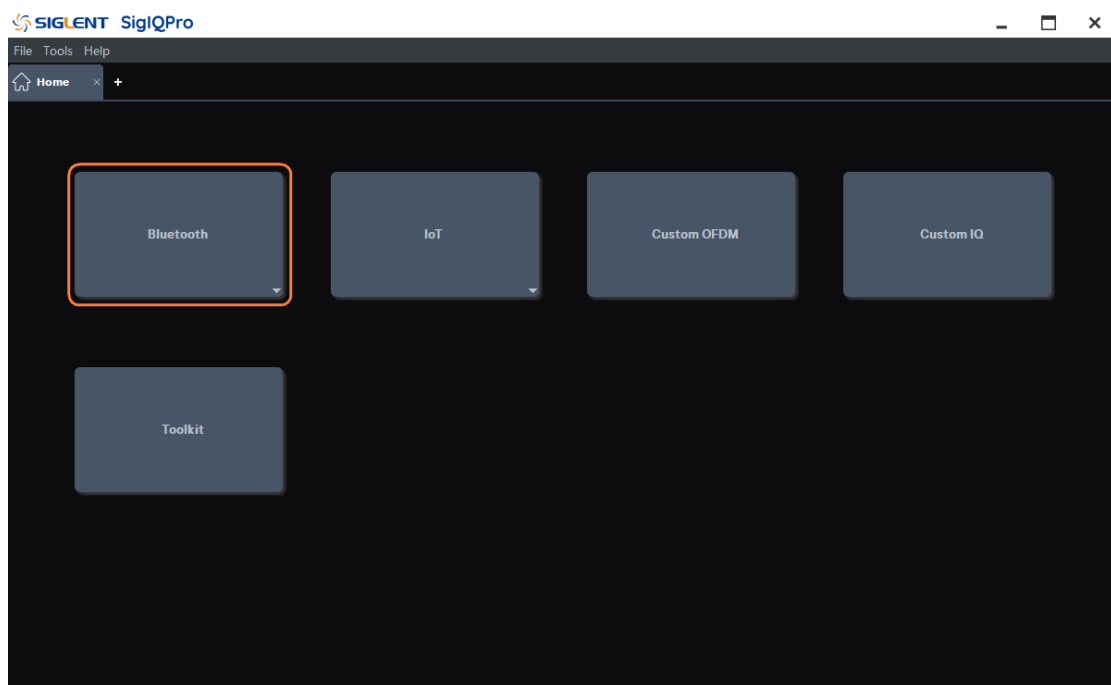 SIGLENT SigIQPro
File Tools Help
Home × +
Bluetooth
IoT
Custom OFDM
Custom IQ
Toolkit